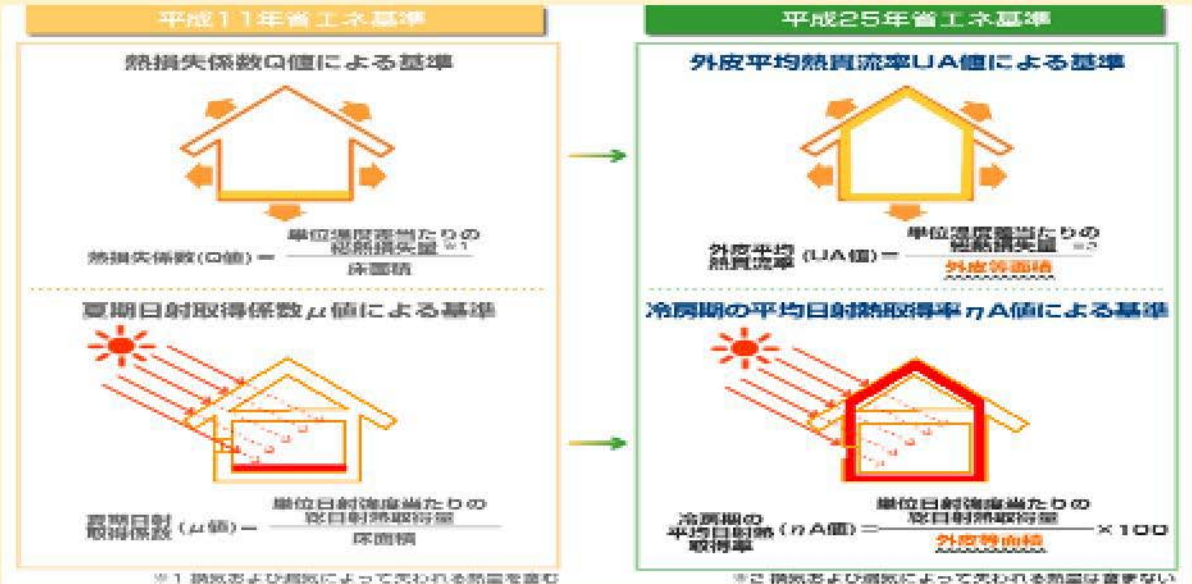 平成11年省エネ基準
熱損失係数Q値による基準
単位温度差当たりの
総熱損失量 ※1
熱損失係数(Q値)=
床面積
夏期日射取得係数μ値による基準
単位日射強度当たりの
総日射熱取得量
夏期日射
取得係数 (μ値)=
床面積
※1 換気および漏気によって失われる熱量を含む
平成25年省エネ基準
外皮平均熱貫流率UA値による基準
単位温度差当たりの
総熱損失量 ※2
外皮平均
熱貫流率 (UA値)=
外皮等面積
冷房期の平均日射熱取得率ηA値による基準
単位日射強度当たりの
総日射熱取得量
冷房期の
平均日射熱 (ηA値)= ×100
取得率
外皮等面積
※2 換気および漏気によって失われる熱量は含まない